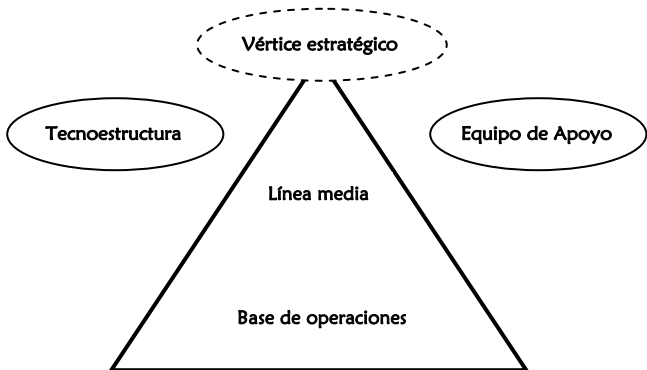 Vértice estratégico
Tecnoestructura
Equipo de Apoyo
Línea media
Base de operaciones